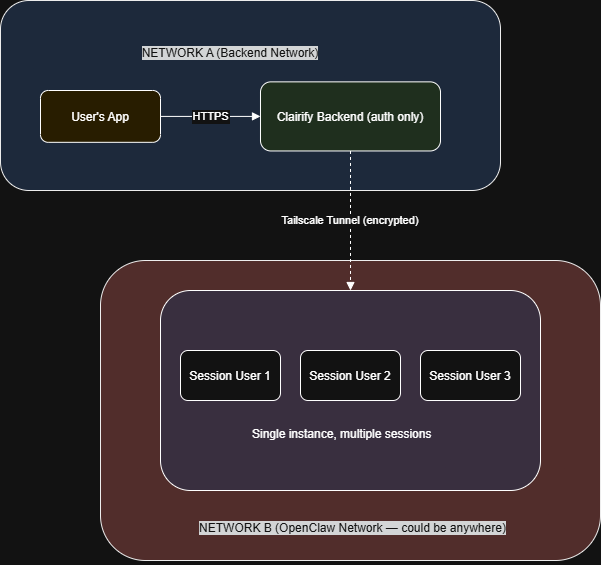 NETWORK A (Backend Network)
User's App
HTTPS
Clairify Backend (auth only)
Tailscale Tunnel (encrypted)
Session User 1
Session User 2
Session User 3
Single instance, multiple sessions
NETWORK B (OpenClaw Network — could be anywhere)